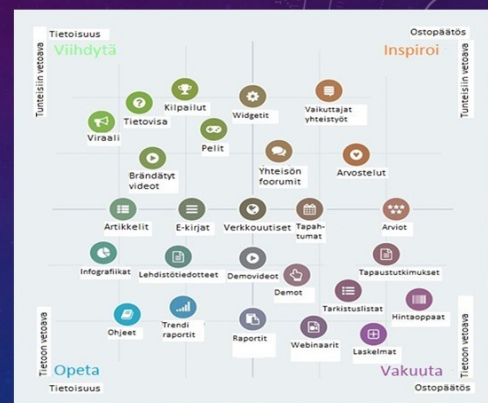 Tietoisuus
Ostopäätös
Viihdytä
Inspiroi
Tunteisiin vetoava
Tunteisiin vetoava
Kilpailut
Tietovisa
Widgetit
Vaikuttajat
yhteistyöt
Viraali
Pelit
Brändätyt
videot
Yhteisön
foorumit
Arvostelut
Artikkelit
E-kirjat
Verkkouutiset
Tapah-
tumat
Arviot
Infografiikat
Lehdistötiedotteet
Demovideot
Tapaustutkimukset
Demot
Tarkistuslistat
Hintaoppaat
Ohjeet
Trendi
raportit
Raportit
Webinaarit
Laskelmat
Tietoon vetoava
Tietoon vetoava
Opeta
Vakuuta
Tietoisuus
Ostopäätös